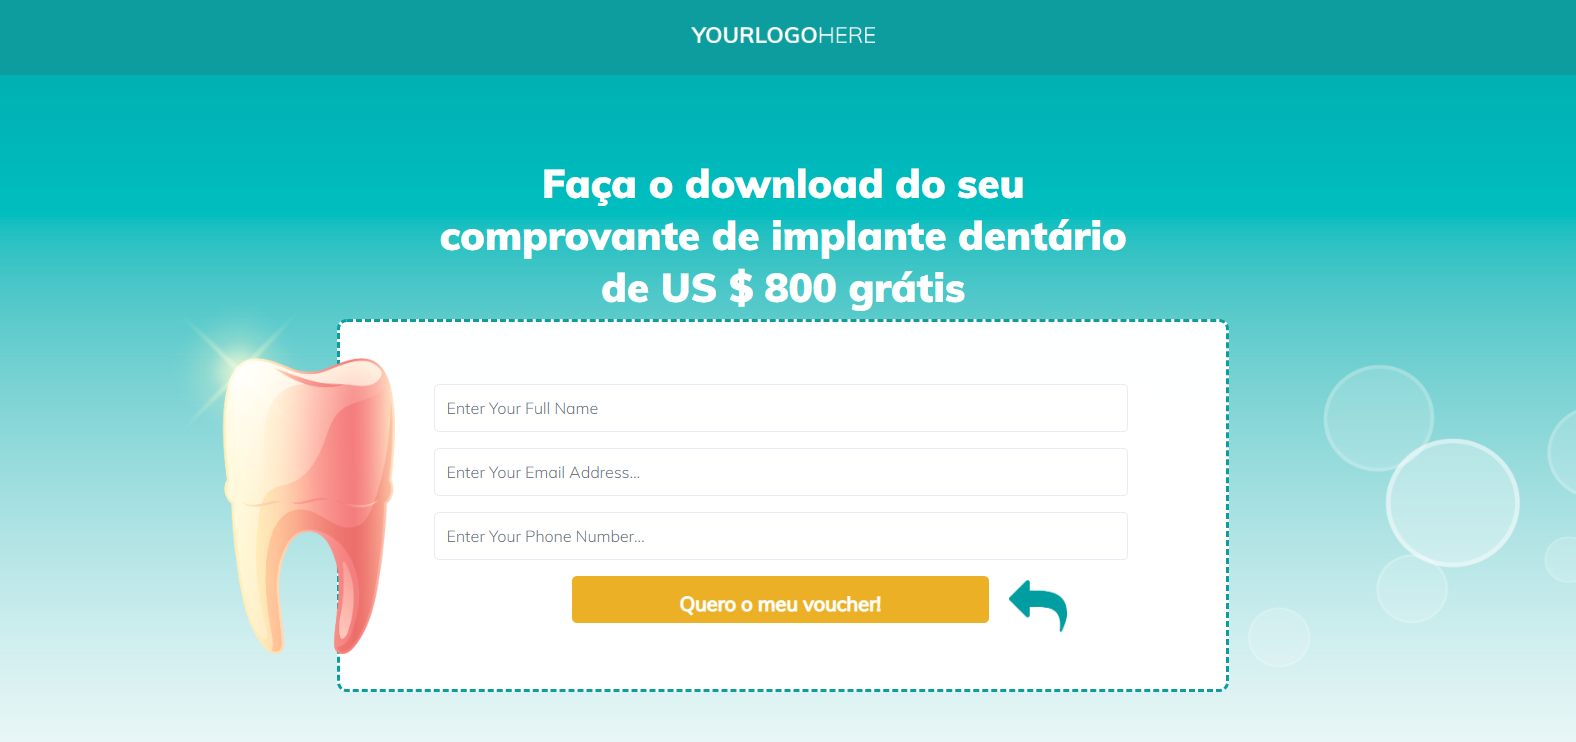 YOURLOGOHERE
Faça o download do seu
comprovante de implante dentário
de US $ 800 grátis
Enter Your Full Name
Enter Your Email Address...
Enter Your Phone Number...
Quero o meu voucher!